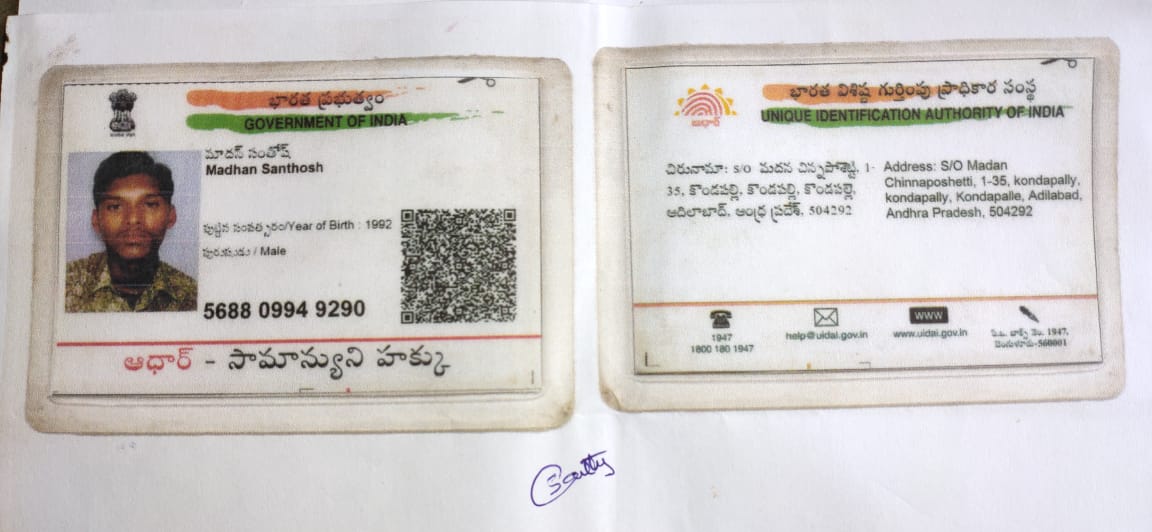 భారత ప్రభుత్వం
GOVERNMENT OF INDIA
మాదన్ సంతోష్
Madhan Santhosh
పుట్టిన సంవత్సరం/Year of Birth : 1992
పురుషుడు / Male
5688 0994 9290
ఆధార్ - సామాన్యుని హక్కు
భారత విశిష్ట గుర్తింపు ప్రాధికార సంస్థ
UNIQUE IDENTIFICATION AUTHORITY OF INDIA
ఆధార్
చిరునామా: S/O మదన చిన్నపోశెట్టి, 1-
35, కొండపల్లి, కొండపల్లి, కొండపల్లె,
ఆదిలాబాద్, ఆంధ్ర ప్రదేశ్, 504292
Address: S/O Madan
Chinnaposhetti, 1-35, kondapally,
kondapally, Kondapalle, Adilabad,
Andhra Pradesh, 504292
1947
1800 180 1947
help@uidai.gov.in
WWW
www.uidai.gov.in
పి.ఒ. బాక్స్ నెం. 1947,
బెంగుళూరు-560001